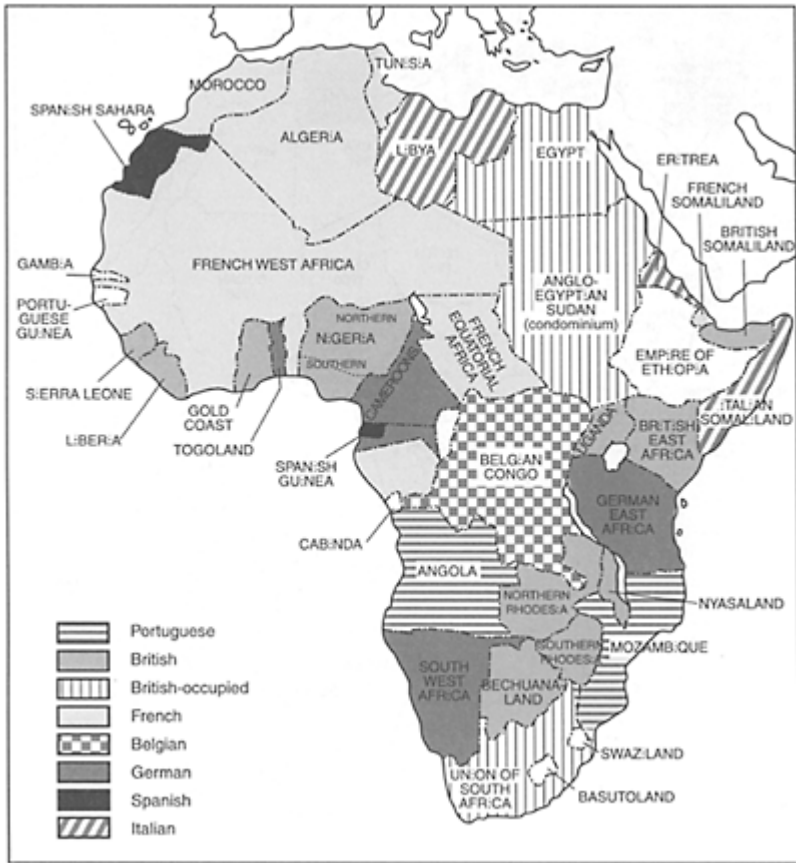 TUNISIA
MOROCCO
SPANISH SAHARA
ALGERIA
LIBYA
EGYPT
ERITREA
FRENCH
SOMALILAND
BRITISH
SOMALILAND
FRENCH WEST AFRICA
GAMBIA
PORTU-
GUESE
GUINEA
ANGLO-
EGYPTIAN
SUDAN
(condominium)
NORTHERN
NIGERIA
SOUTHERN
FRENCH
EQUATORIAL
AFRICA
CAMEROONS
EMPIRE OF
ETHIOPIA
SIERRA LEONE
LIBERIA
GOLD
COAST
TOGOLAND
SPANISH
GUINEA
UGANDA
BRITISH
EAST
AFRICA
ITALIAN
SOMALILAND
BELGIAN
CONGO
GERMAN
EAST
AFRICA
CABINDA
ANGOLA
NORTHERN
RHODESIA
NYASALAND
SOUTHERN
RHODESIA
MOZAMBIQUE
SOUTH
WEST
AFRICA
BECHUANA-
LAND
SWAZILAND
UNION OF
SOUTH
AFRICA
BASUTOLAND
Portuguese
British
British-occupied
French
Belgian
German
Spanish
Italian